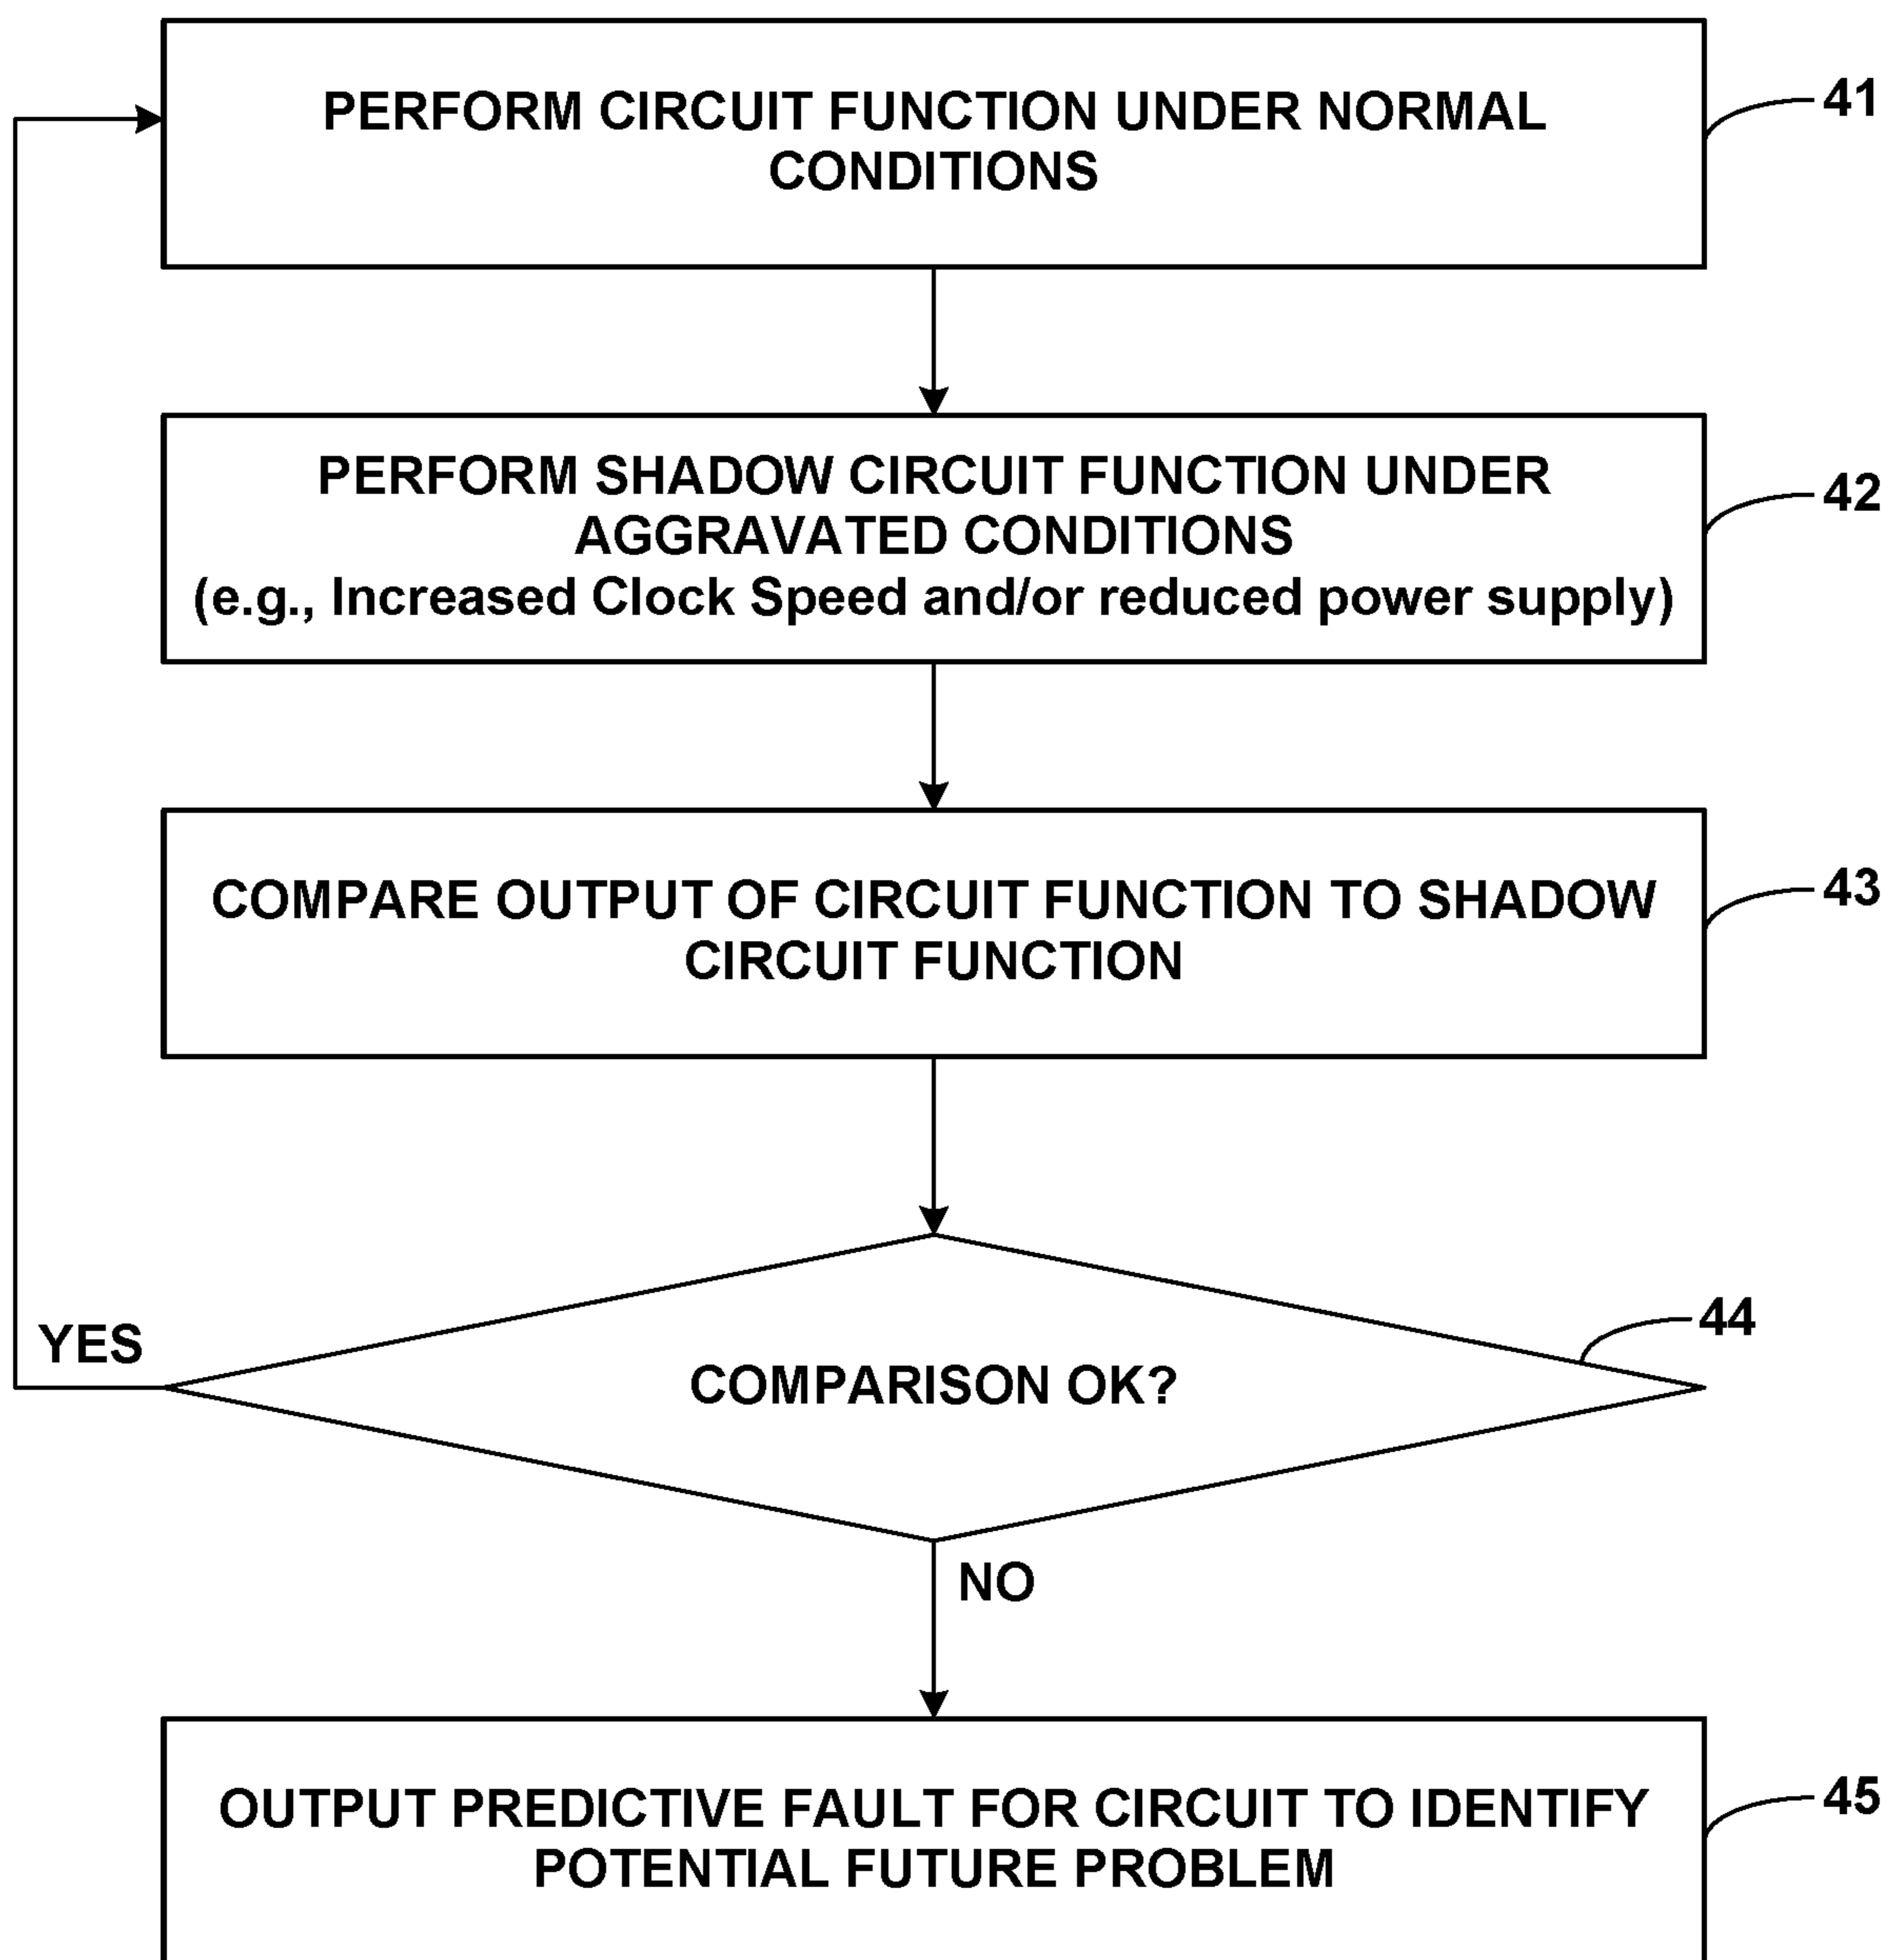 PERFORM CIRCUIT FUNCTION UNDER NORMAL
CONDITIONS
41
PERFORM SHADOW CIRCUIT FUNCTION UNDER
AGGRAVATED CONDITIONS
(e.g., Increased Clock Speed and/or reduced power supply)
42
COMPARE OUTPUT OF CIRCUIT FUNCTION TO SHADOW
CIRCUIT FUNCTION
43
YES
44
COMPARISON OK?
NO
OUTPUT PREDICTIVE FAULT FOR CIRCUIT TO IDENTIFY
POTENTIAL FUTURE PROBLEM
45